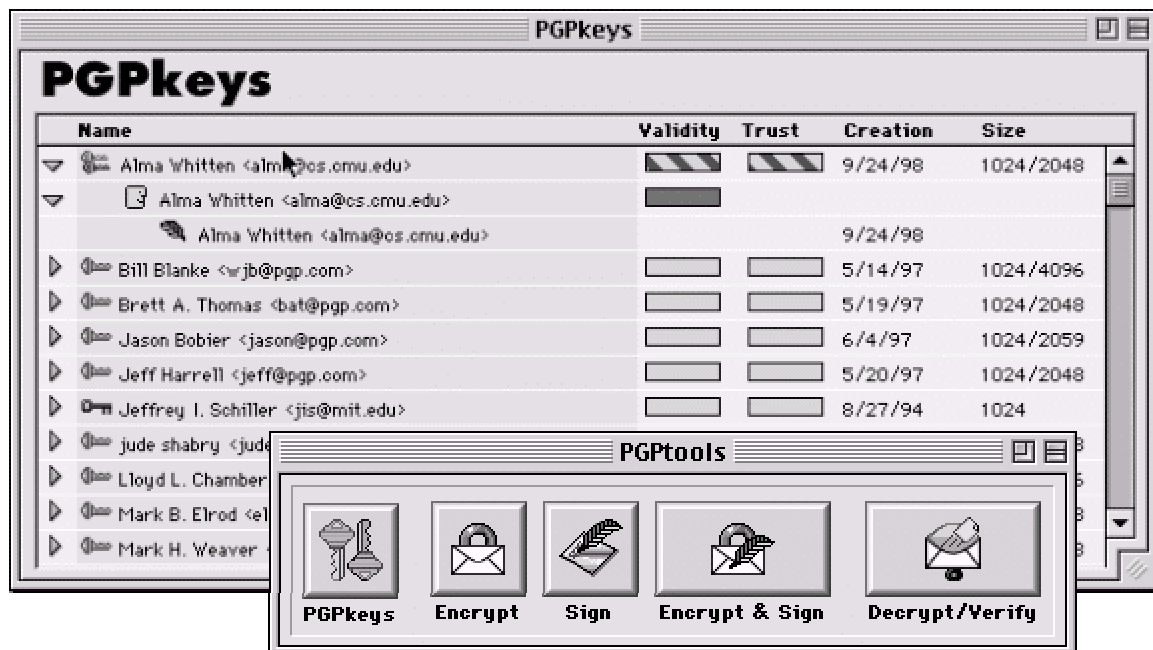 PGPkeys
PGPkeys
Name Validity Trust Creation Size
Alma Whitten <alma@cs.cmu.edu> 9/24/98 1024/2048
Alma Whitten <alma@cs.cmu.edu>
Alma Whitten <alma@cs.cmu.edu> 9/24/98
Bill Blanke <wjb@pgp.com> 5/14/97 1024/4096
Brett A. Thomas <bat@pgp.com> 5/19/97 1024/2048
Jason Bobier <jason@pgp.com> 6/4/97 1024/2059
Jeff Harrell <jeff@pgp.com> 5/20/97 1024/2048
Jeffrey I. Schiller <jis@mit.edu> 8/27/94 1024
jude shabry <jude
Lloyd L. Chamber
Mark B. Elrod <el
Mark H. Weaver <
PGPtools
PGPkeys Encrypt Sign Encrypt & Sign Decrypt/Verify